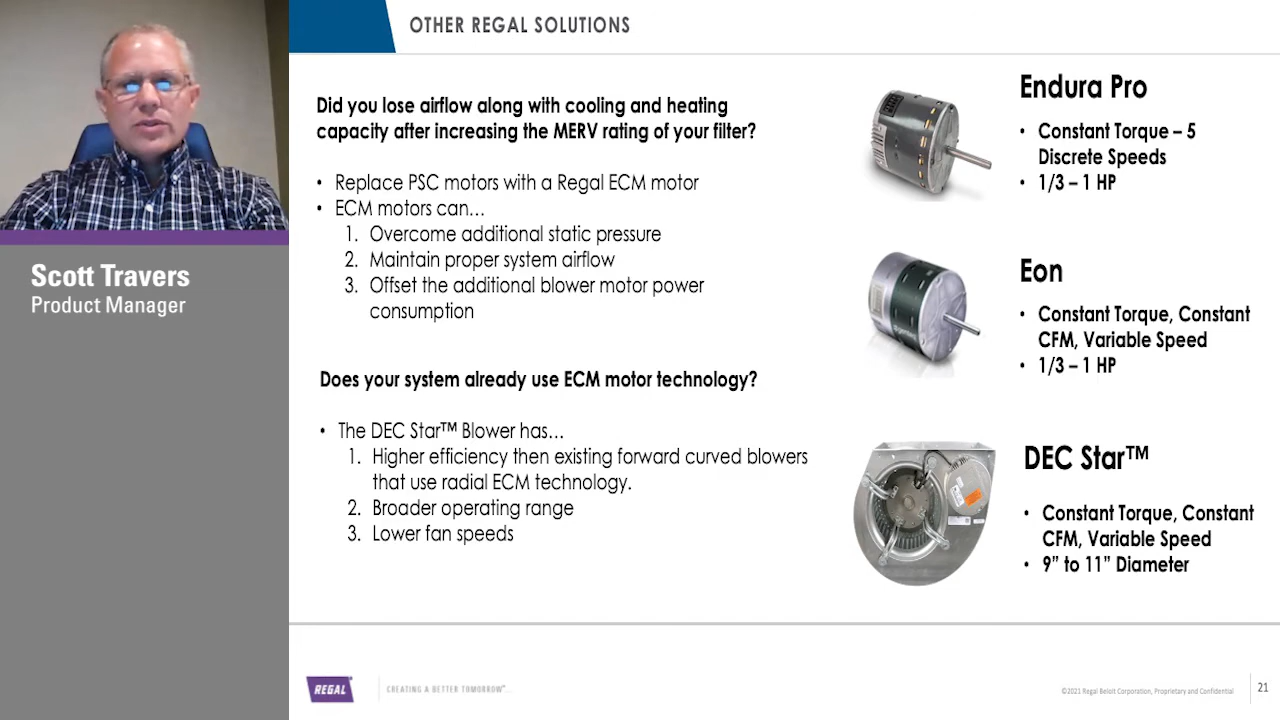 OTHER REGAL SOLUTIONS
Did you lose airflow along with cooling and heating
capacity after increasing the MERV rating of your filter?
• Replace PSC motors with a Regal ECM motor
• ECM motors can…
1. Overcome additional static pressure
2. Maintain proper system airflow
3. Offset the additional blower motor power
consumption
Does your system already use ECM motor technology?
• The DEC Star™ Blower has…
1. Higher efficiency then existing forward curved blowers
that use radial ECM technology.
2. Broader operating range
3. Lower fan speeds
Endura Pro
• Constant Torque – 5
Discrete Speeds
• 1/3 – 1 HP
Eon
• Constant Torque, Constant
CFM, Variable Speed
• 1/3 – 1 HP
DEC Star™
• Constant Torque, Constant
CFM, Variable Speed
• 9” to 11” Diameter
Scott Travers
Product Manager
REGAL
CREATING A BETTER TOMORROW™...
©2021 Regal Beloit Corporation, Proprietary and Confidential
21